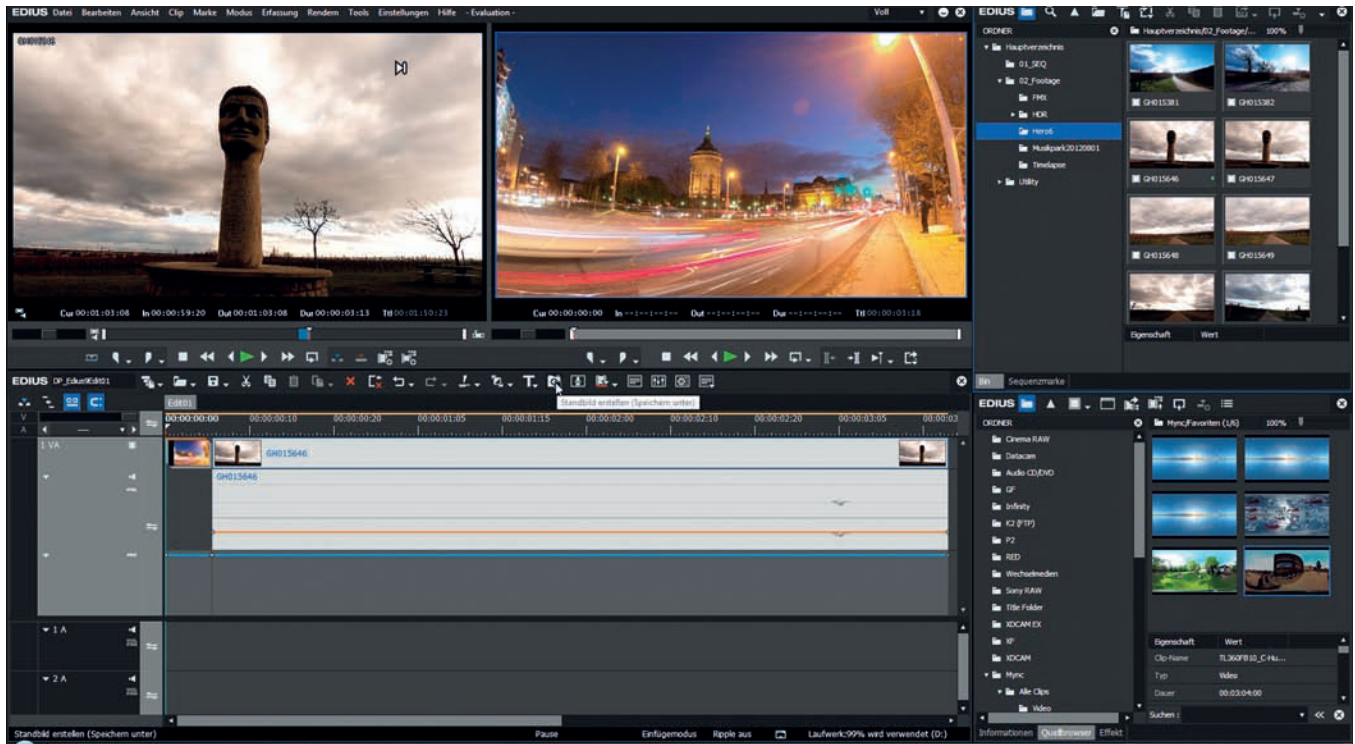 EDIUS Datei Bearbeiten Ansicht Clip Marke Modus Erfassung Rendern Tools Einstellungen Hilfe - Evaluation -
Voll
GH015646
Cur 00:01:03:08 In 00:00:59:20 Out 00:01:03:08 Dur 00:00:03:13 Ttl 00:01:50:23
Cur 00:00:00:00 In --:--:--:-- Out --:--:--:-- Dur --:--:--:-- Ttl 00:00:03:18
EDIUS
ORDNER
Hauptverzeichnis/02_Footage/... 100%
Hauptverzeichnis
01_SEQ
02_Footage
FMX
HDR
Hero6
Musikpark20120801
Timelapse
Utility
GH015381 GH015382
GH015646 GH015647
GH015648 GH015649
Eigenschaft Wert
Bin Sequenzmarke
EDIUS DP_Edius9Edit01
Edit01
Standbild erstellen (Speichern unter)
00:00:00:00 00:00:00:10 00:00:00:20 00:00:01:05 00:00:01:15 00:00:02:00 00:00:02:10 00:00:02:20 00:00:03:05 00:00:03
V
A
1 VA
GH015646
GH015646
1 A
2 A
Standbild erstellen (Speichern unter) Pause Einfügemodus Ripple aus Laufwerk:99% wird verwendet (D:)
EDIUS
ORDNER
Mync/Favoriten (1/6) 100%
Cinema RAW
Datacam
Audio CD/DVD
GF
Infinity
K2 (FTP)
P2
RED
Wechselmedien
Sony RAW
Title Folder
XDCAM EX
XF
XDCAM
Mync
Alle Clips
Video
Eigenschaft Wert
Clip-Name TL360FB10_C-Hu...
Typ Video
Dauer 00:03:04:00
Suchen :
Informationen Quellbrowser Effekt